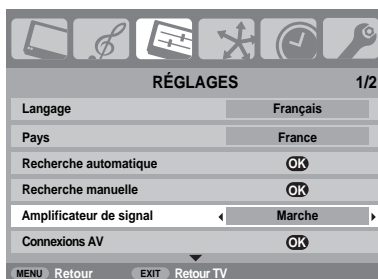 RÉGLAGES 1/2
Langage Français
Pays France
Recherche automatique OK
Recherche manuelle OK
Amplificateur de signal Marche
Connexions AV OK
MENU Retour EXIT Retour TV